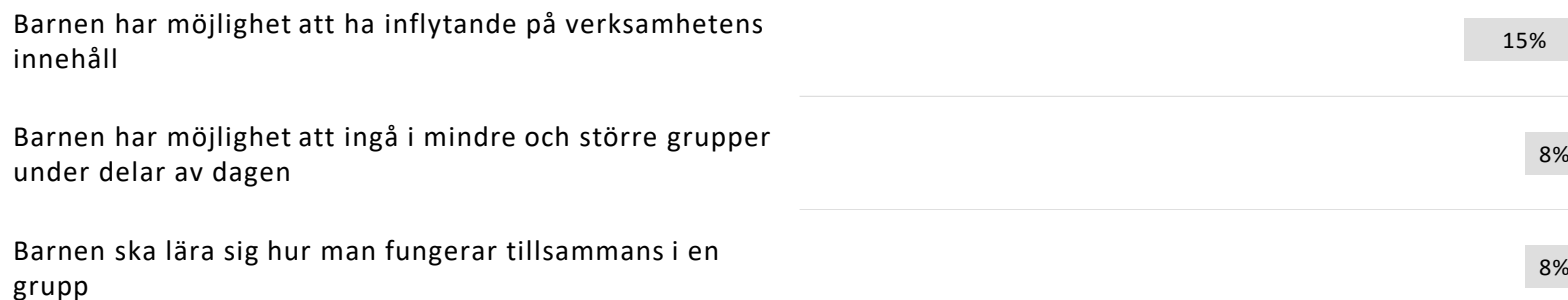 Barnen har möjlighet att ha inflytande på verksamhetens
innehåll
15%
Barnen har möjlighet att ingå i mindre och större grupper
under delar av dagen
8%
Barnen ska lära sig hur man fungerar tillsammans i en
grupp
8%